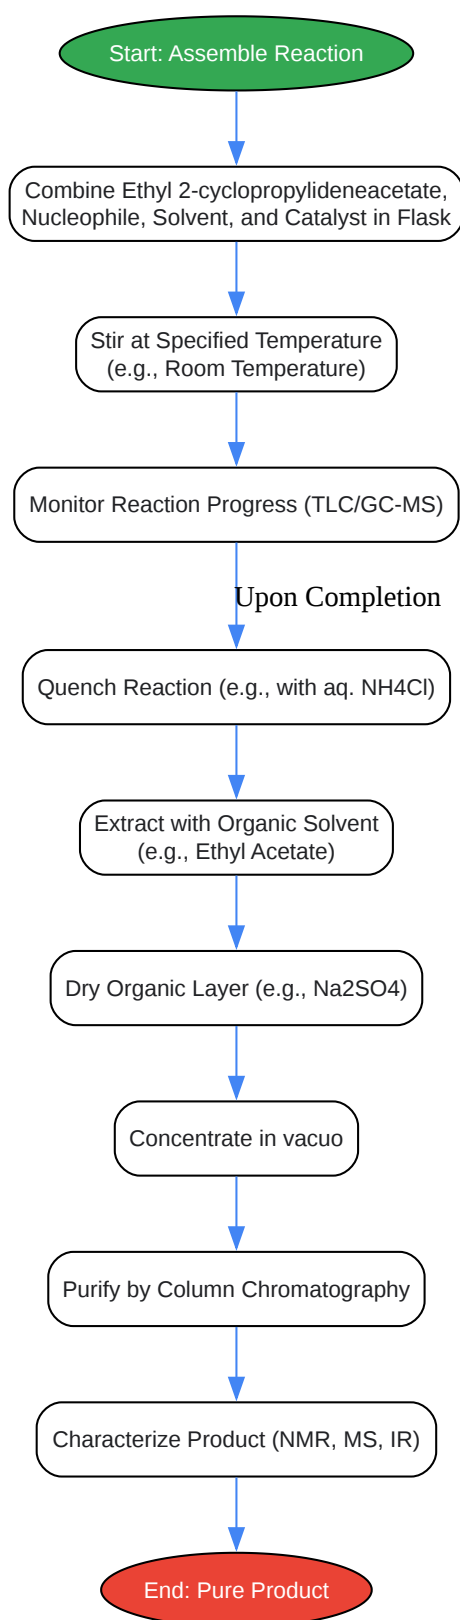 Start: Assemble Reaction
Combine Ethyl 2-cyclopropylideneacetate,
Nucleophile, Solvent, and Catalyst in Flask
Stir at Specified Temperature
(e.g., Room Temperature)
Monitor Reaction Progress (TLC/GC-MS)
Upon Completion
Quench Reaction (e.g., with aq. NH4Cl)
Extract with Organic Solvent
(e.g., Ethyl Acetate)
Dry Organic Layer (e.g., Na2SO4)
Concentrate in vacuo
Purify by Column Chromatography
Characterize Product (NMR, MS, IR)
End: Pure Product